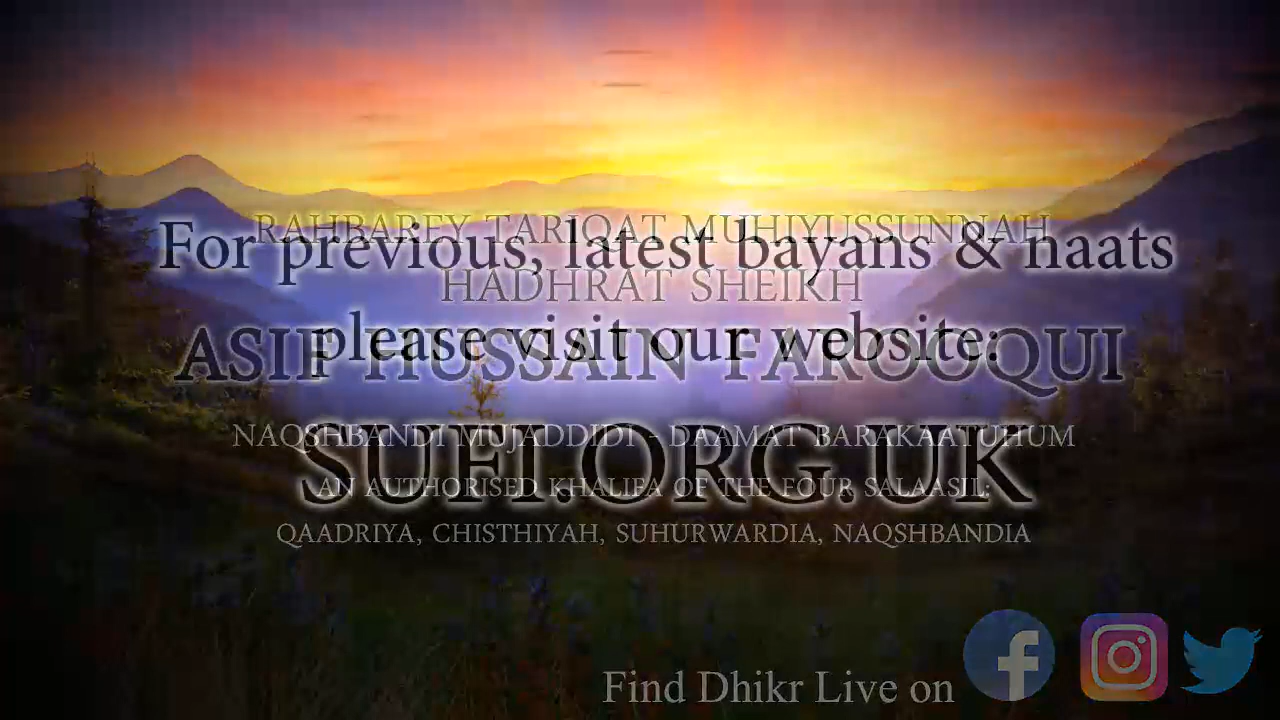 RAHBAREY TARIQAT MUHIYUSSUNNAH
For previous, latest bayans & naats
HADHRAT SHEIKH
please visit our website:
ASIF HUSSAIN FAROOQUI
NAQSHBANDI MUJADDIDI DAAMAT BARAKAATUHUM
SUFI.ORG.UK
AN AUTHORISED KHALIFA OF THE FOUR SALAASIL:
QAADRIYA, CHISTHIYAH, SUHURWARDIA, NAQSHBANDIA
Find Dhikr Live on